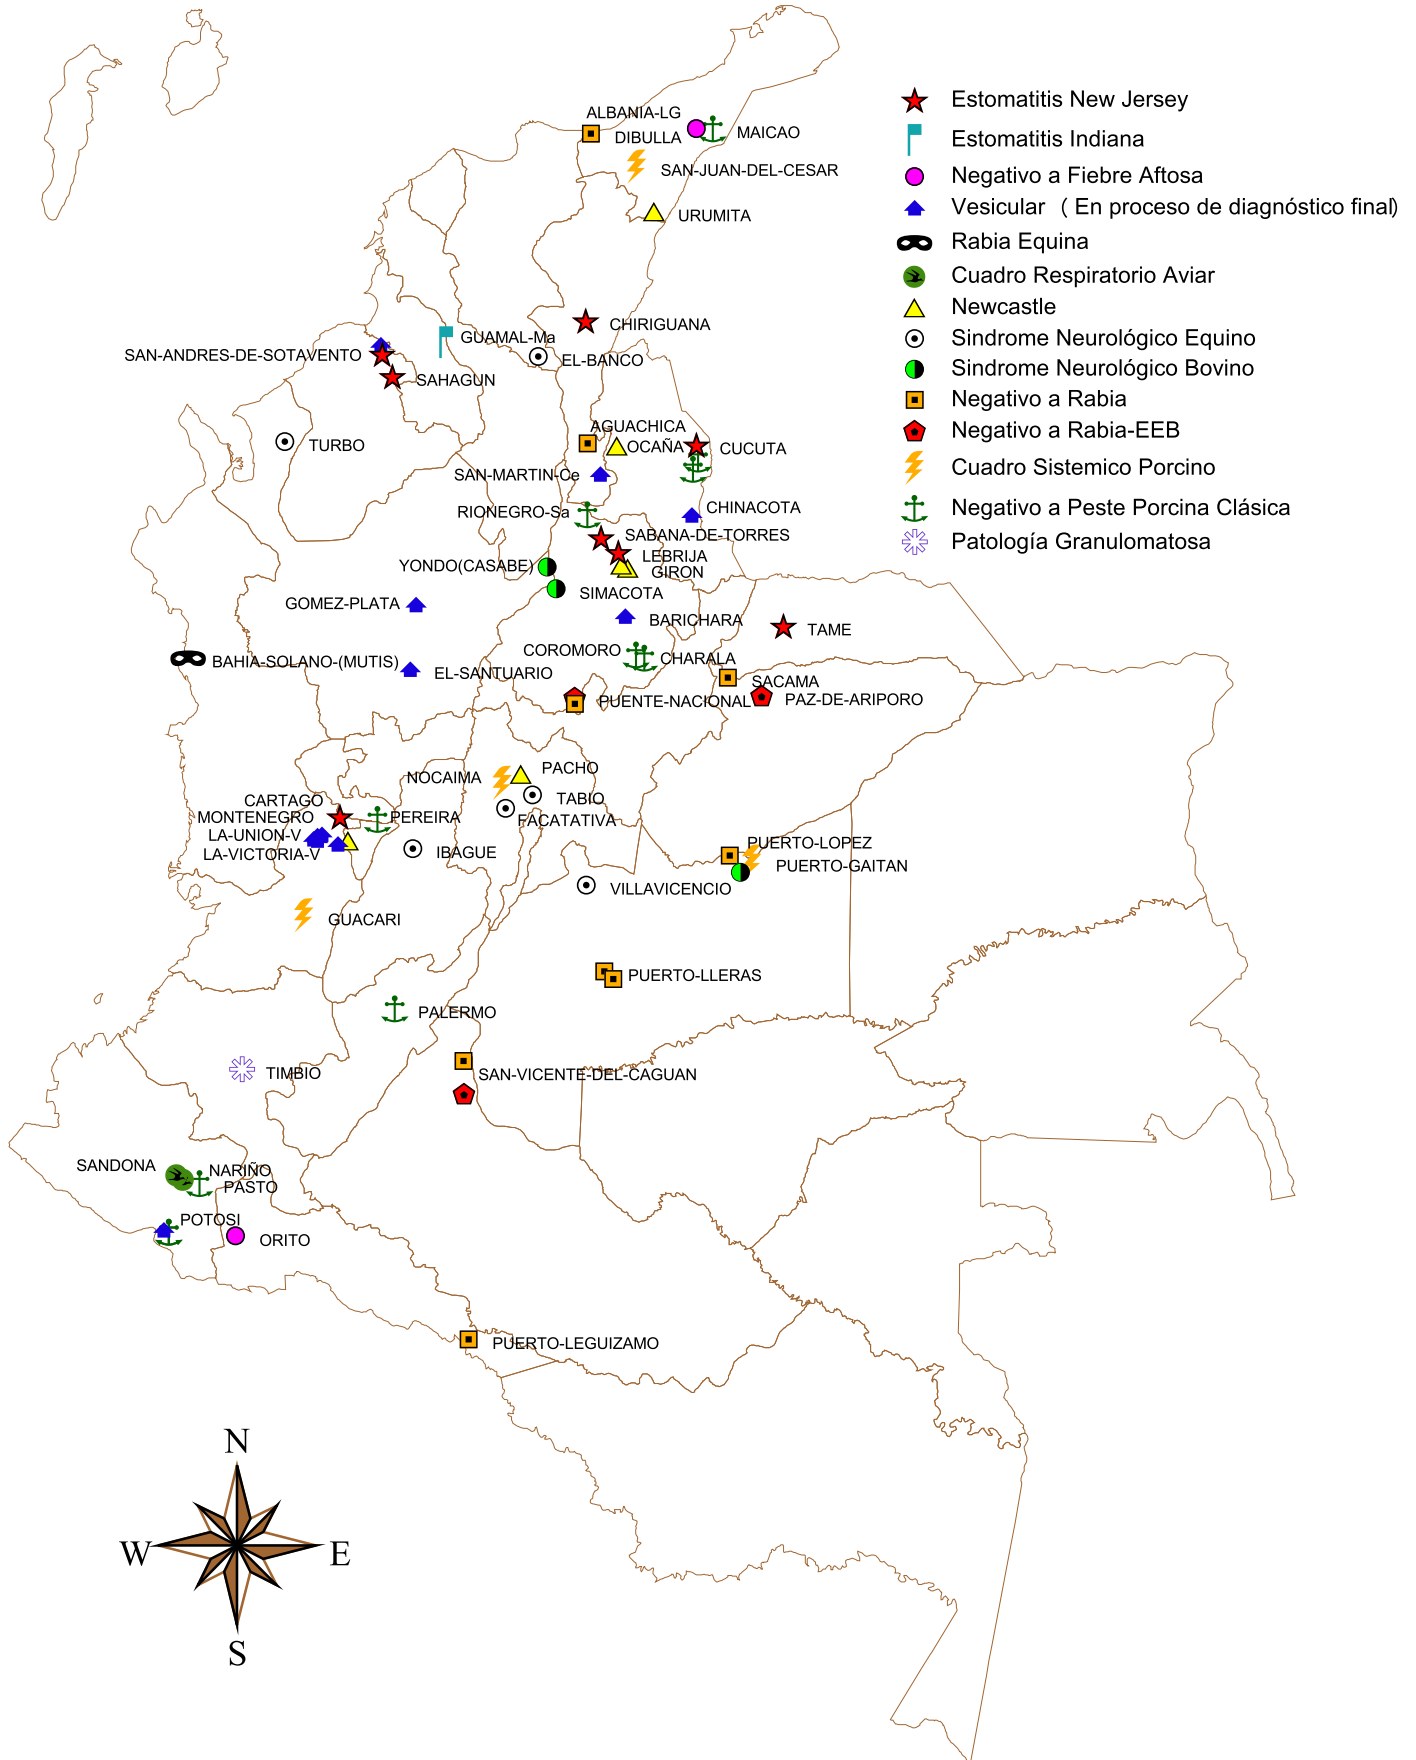 ALBANIA-LG
DIBULLA
MAICAO
SAN-JUAN-DEL-CESAR
URUMITA
CHIRIGUANA
GUAMAL-Ma
SAN-ANDRES-DE-SOTAVENTO
EL-BANCO
SAHAGUN
AGUACHICA
TURBO
OCAÑA
CUCUTA
SAN-MARTIN-Ce
RIONEGRO-Sa
CHINACOTA
SABANA-DE-TORRES
LEBRIJA
YONDO(CASABE)
GIRON
SIMACOTA
GOMEZ-PLATA
BARICHARA
TAME
COROMORO
CHARALA
BAHIA-SOLANO-(MUTIS)
EL-SANTUARIO
SACAMA
PUENTE-NACIONAL
PAZ-DE-ARIPORO
PACHO
NOCAIMA
TABIO
CARTAGO
MONTENEGRO
PEREIRA
FACATATIVA
LA-UNION-V
LA-VICTORIA-V
IBAGUE
PUERTO-LOPEZ
PUERTO-GAITAN
VILLAVICENCIO
GUACARI
PUERTO-LLERAS
PALERMO
TIMBIO
SAN-VICENTE-DEL-CAGUAN
SANDONA
NARIÑO
PASTO
POTOSI
ORITO
PUERTO-LEGUIZAMO
Estomatitis New Jersey
Estomatitis Indiana
Negativo a Fiebre Aftosa
Vesicular ( En proceso de diagnóstico final)
Rabia Equina
Cuadro Respiratorio Aviar
Newcastle
Sindrome Neurológico Equino
Sindrome Neurológico Bovino
Negativo a Rabia
Negativo a Rabia-EEB
Cuadro Sistemico Porcino
Negativo a Peste Porcina Clásica
Patología Granulomatosa
N
W
E
S